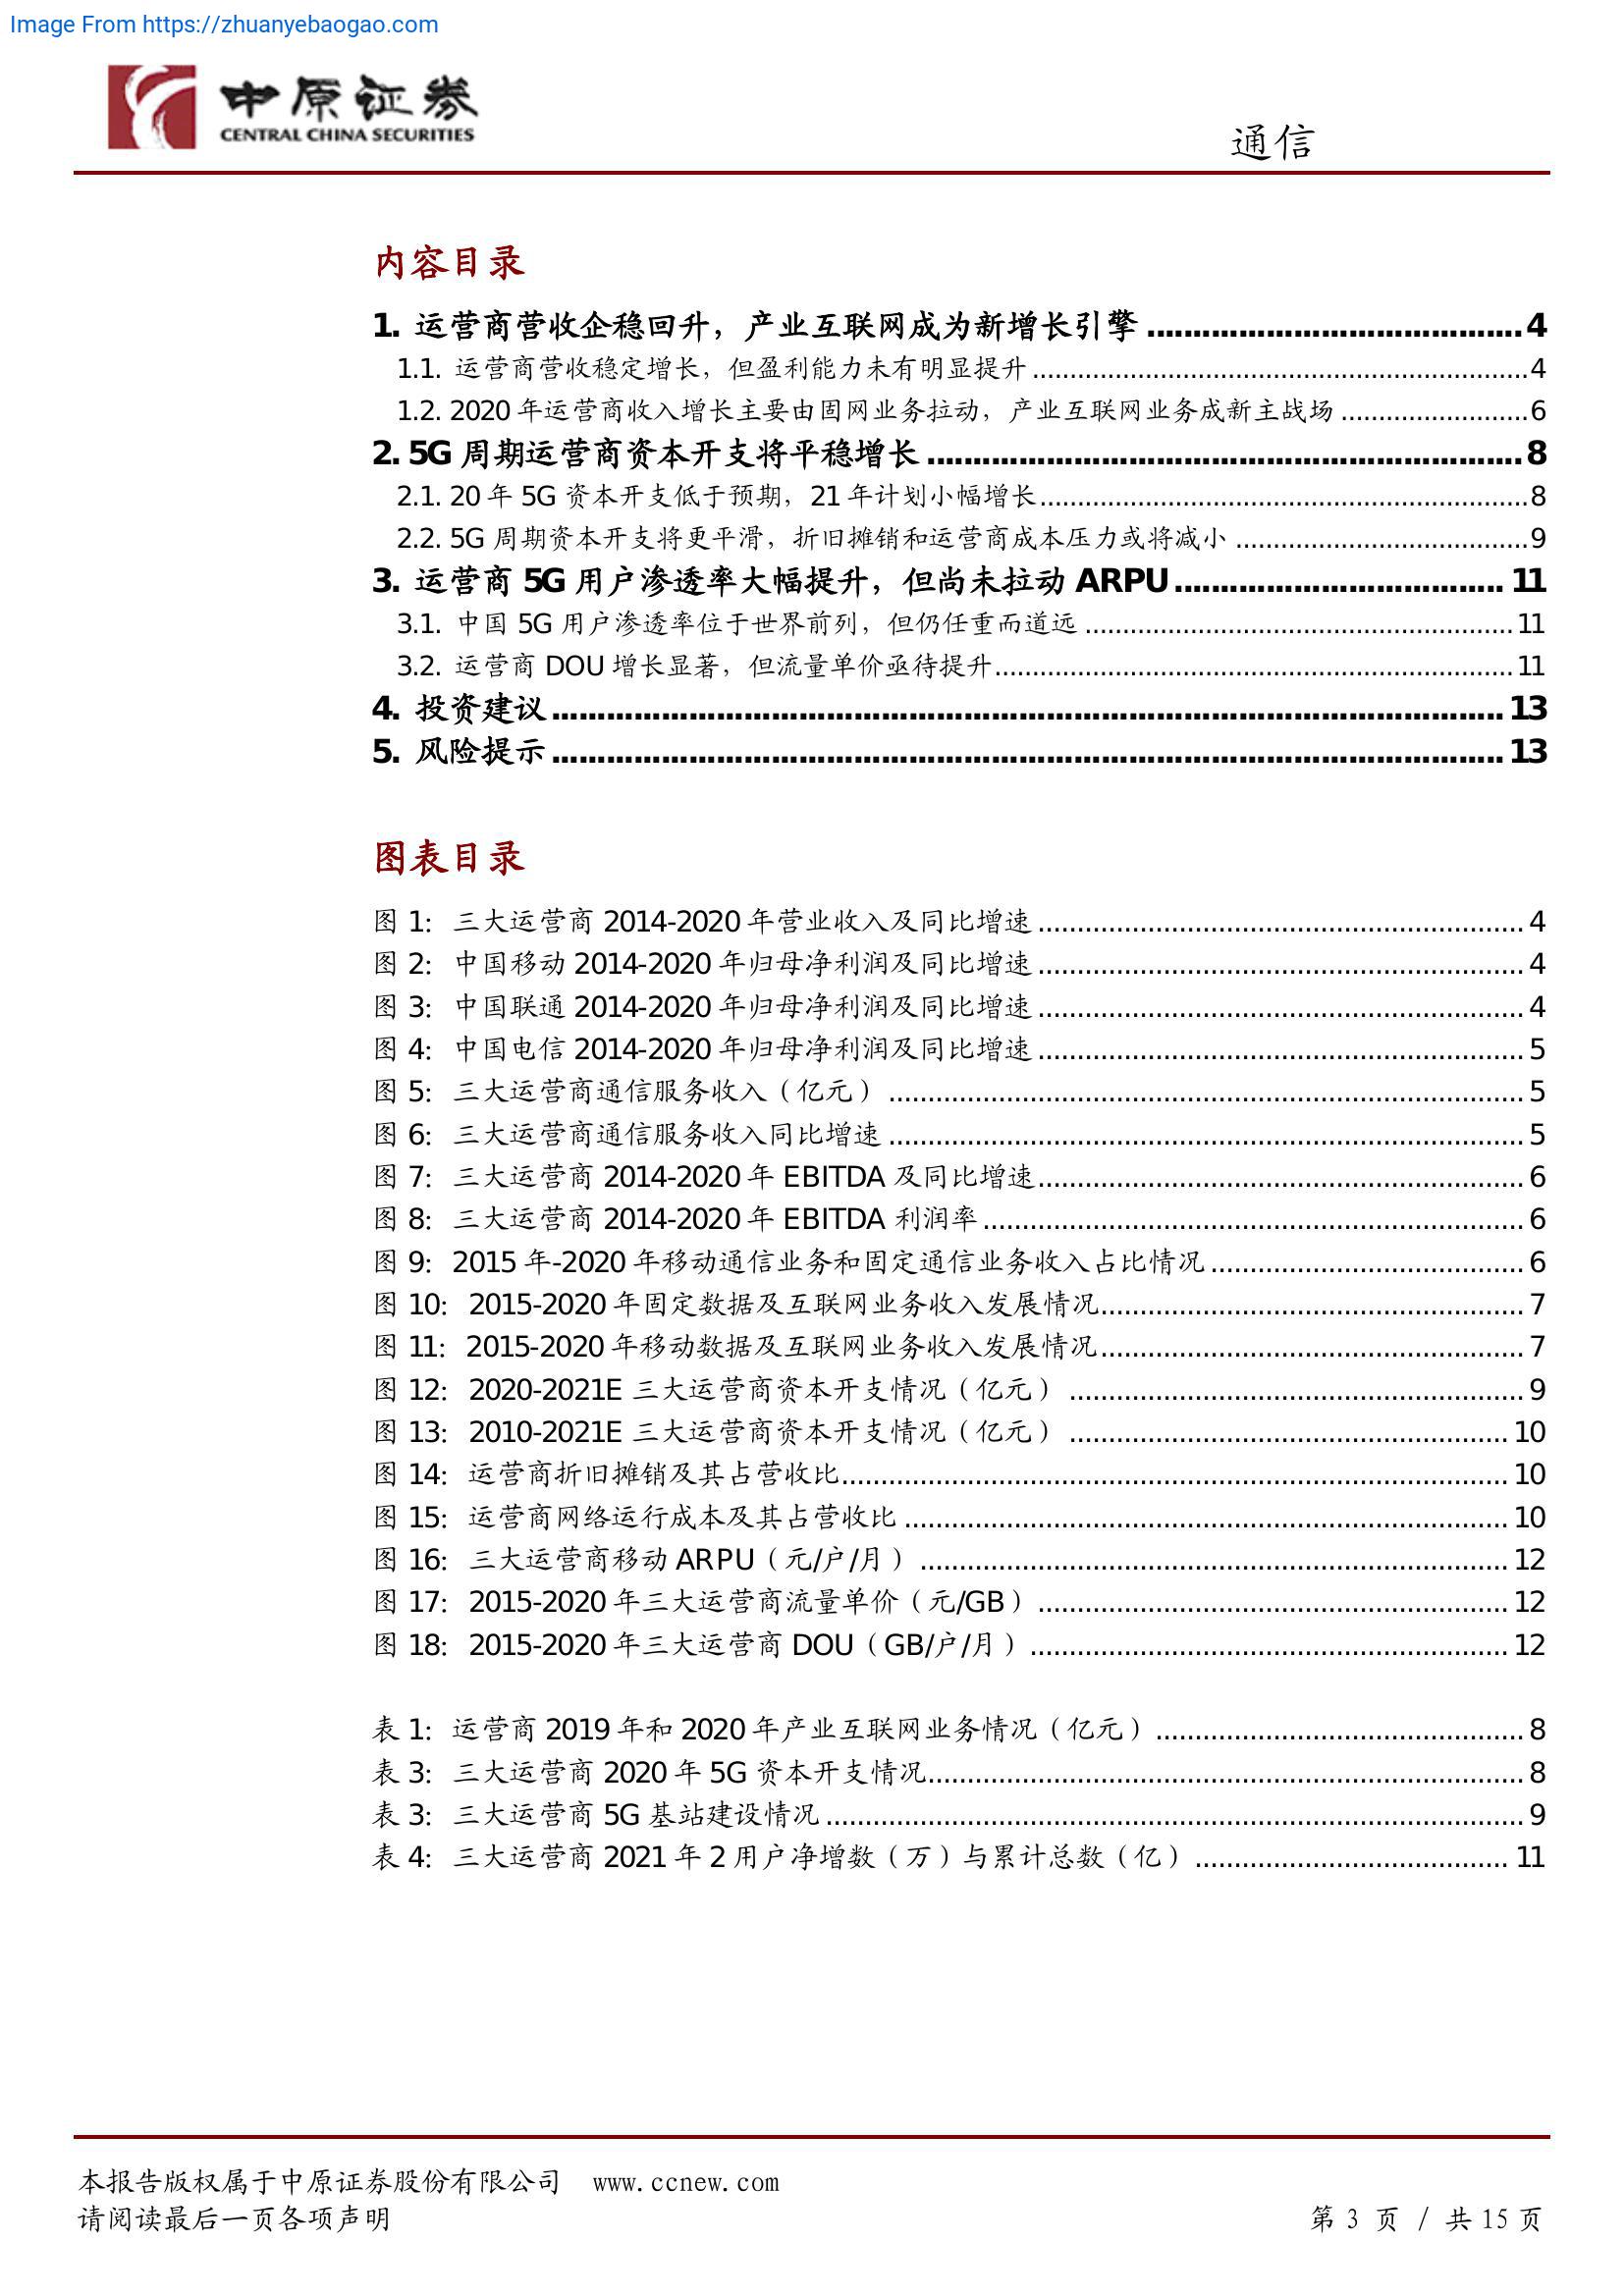 Image From https://zhuanyebaogao.com
中原证券
CENTRAL CHINA SECURITIES
通信
内容目录
1. 运营商营收企稳回升，产业互联网成为新增长引擎 ........................................ 4
1.1. 运营商营收稳定增长，但盈利能力未有明显提升 ........................................ 4
1.2. 2020 年运营商收入增长主要由固网业务拉动，产业互联网业务成新主战场 ........................................ 6
2. 5G 周期运营商资本开支将平稳增长 ........................................ 8
2.1. 20 年 5G 资本开支低于预期，21 年计划小幅增长 ........................................ 8
2.2. 5G 周期资本开支将更平滑，折旧摊销和运营商成本压力或将减小 ........................................ 9
3. 运营商 5G 用户渗透率大幅提升，但尚未拉动 ARPU ........................................ 11
3.1. 中国 5G 用户渗透率位于世界前列，但仍任重而道远 ........................................ 11
3.2. 运营商 DOU 增长显著，但流量单价亟待提升 ........................................ 11
4. 投资建议 ........................................ 13
5. 风险提示 ........................................ 13
图表目录
图 1：三大运营商 2014-2020 年营业收入及同比增速 ........................................ 4
图 2：中国移动 2014-2020 年归母净利润及同比增速 ........................................ 4
图 3：中国联通 2014-2020 年归母净利润及同比增速 ........................................ 4
图 4：中国电信 2014-2020 年归母净利润及同比增速 ........................................ 5
图 5：三大运营商通信服务收入（亿元） ........................................ 5
图 6：三大运营商通信服务收入同比增速 ........................................ 5
图 7：三大运营商 2014-2020 年 EBITDA 及同比增速 ........................................ 6
图 8：三大运营商 2014-2020 年 EBITDA 利润率 ........................................ 6
图 9：2015 年-2020 年移动通信业务和固定通信业务收入占比情况 ........................................ 6
图 10：2015-2020 年固定数据及互联网业务收入发展情况 ........................................ 7
图 11：2015-2020 年移动数据及互联网业务收入发展情况 ........................................ 7
图 12：2020-2021E 三大运营商资本开支情况（亿元） ........................................ 9
图 13：2010-2021E 三大运营商资本开支情况（亿元） ........................................ 10
图 14：运营商折旧摊销及其占营收比 ........................................ 10
图 15：运营商网络运行成本及其占营收比 ........................................ 10
图 16：三大运营商移动 ARPU（元/户/月） ........................................ 12
图 17：2015-2020 年三大运营商流量单价（元/GB） ........................................ 12
图 18：2015-2020 年三大运营商 DOU（GB/户/月） ........................................ 12
表 1：运营商 2019 年和 2020 年产业互联网业务情况（亿元） ........................................ 8
表 3：三大运营商 2020 年 5G 资本开支情况 ........................................ 8
表 3：三大运营商 5G 基站建设情况 ........................................ 9
表 4：三大运营商 2021 年 2 用户净增数（万）与累计总数（亿） ........................................ 11
本报告版权属于中原证券股份有限公司 www.ccnew.com
请阅读最后一页各项声明
第 3 页 / 共 15 页